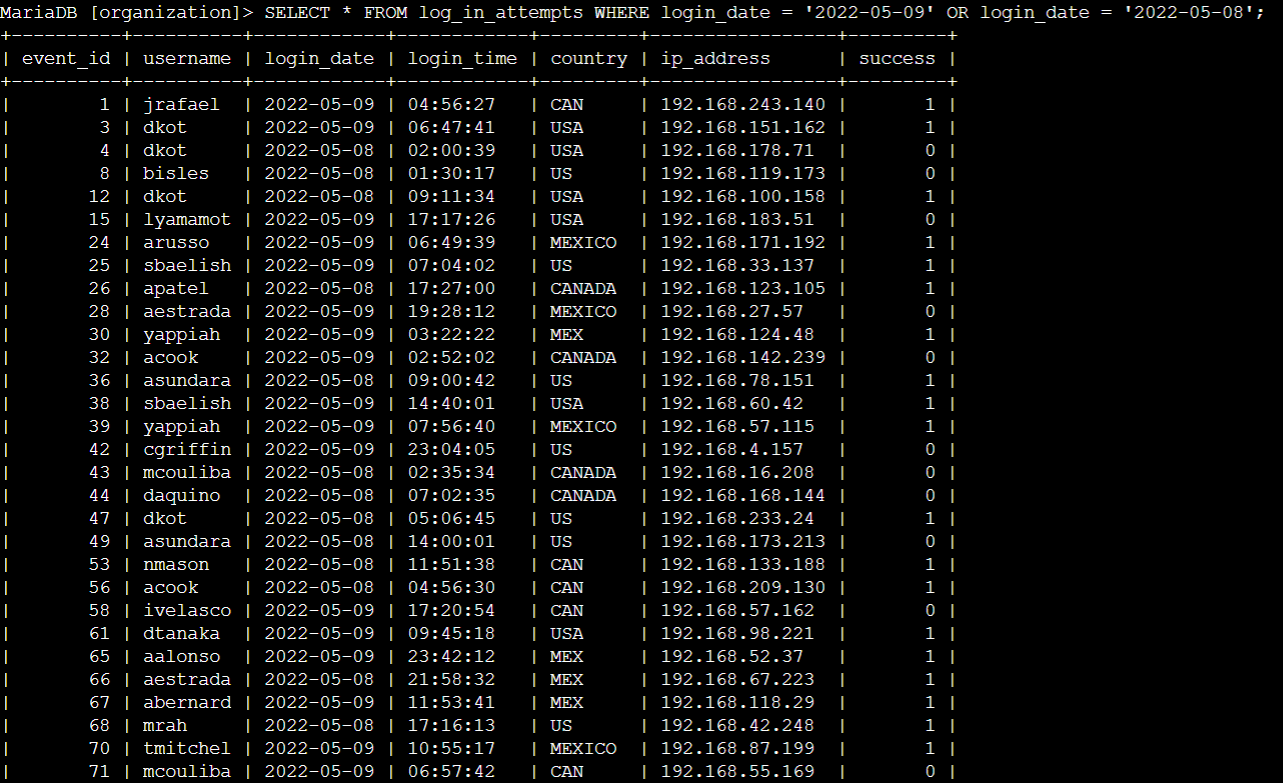 MariaDB [organization]> SELECT * FROM log_in_attempts WHERE login_date = '2022-05-09' OR login_date = '2022-05-08';
+----------+----------+------------+------------+---------+-----------------+---------+
| event_id | username | login_date | login_time | country | ip_address      | success |
+----------+----------+------------+------------+---------+-----------------+---------+
|        1 | jrafael  | 2022-05-09 | 04:56:27   | CAN     | 192.168.243.140 |       1 |
|        3 | dkot     | 2022-05-09 | 06:47:41   | USA     | 192.168.151.162 |       1 |
|        4 | dkot     | 2022-05-08 | 02:00:39   | USA     | 192.168.178.71  |       0 |
|        8 | bisles   | 2022-05-08 | 01:30:17   | US      | 192.168.119.173 |       0 |
|       12 | dkot     | 2022-05-08 | 09:11:34   | USA     | 192.168.100.158 |       1 |
|       15 | lyamamot | 2022-05-09 | 17:17:26   | USA     | 192.168.183.51  |       0 |
|       24 | arusso   | 2022-05-09 | 06:49:39   | MEXICO  | 192.168.171.192 |       1 |
|       25 | sbaelish | 2022-05-09 | 07:04:02   | US      | 192.168.33.137  |       1 |
|       26 | apatel   | 2022-05-08 | 17:27:00   | CANADA  | 192.168.123.105 |       1 |
|       28 | aestrada | 2022-05-09 | 19:28:12   | MEXICO  | 192.168.27.57   |       0 |
|       30 | yappiah  | 2022-05-09 | 03:22:22   | MEX     | 192.168.124.48  |       1 |
|       32 | acook    | 2022-05-09 | 02:52:02   | CANADA  | 192.168.142.239 |       0 |
|       36 | asundara | 2022-05-08 | 09:00:42   | US      | 192.168.78.151  |       1 |
|       38 | sbaelish | 2022-05-09 | 14:40:01   | USA     | 192.168.60.42   |       1 |
|       39 | yappiah  | 2022-05-09 | 07:56:40   | MEXICO  | 192.168.57.115  |       1 |
|       42 | cgriffin | 2022-05-09 | 23:04:05   | US      | 192.168.4.157   |       0 |
|       43 | mcouliba | 2022-05-08 | 02:35:34   | CANADA  | 192.168.16.208  |       0 |
|       44 | daquino  | 2022-05-08 | 07:02:35   | CANADA  | 192.168.168.144 |       0 |
|       47 | dkot     | 2022-05-08 | 05:06:45   | US      | 192.168.233.24  |       1 |
|       49 | asundara | 2022-05-08 | 14:00:01   | US      | 192.168.173.213 |       0 |
|       53 | nmason   | 2022-05-08 | 11:51:38   | CAN     | 192.168.133.188 |       1 |
|       56 | acook    | 2022-05-08 | 04:56:30   | CAN     | 192.168.209.130 |       1 |
|       58 | ivelasco | 2022-05-09 | 17:20:54   | CAN     | 192.168.57.162  |       0 |
|       61 | dtanaka  | 2022-05-09 | 09:45:18   | USA     | 192.168.98.221  |       1 |
|       65 | aalonso  | 2022-05-09 | 23:42:12   | MEX     | 192.168.52.37   |       1 |
|       66 | aestrada | 2022-05-08 | 21:58:32   | MEX     | 192.168.67.223  |       1 |
|       67 | abernard | 2022-05-09 | 11:53:41   | MEX     | 192.168.118.29  |       1 |
|       68 | mrah     | 2022-05-08 | 17:16:13   | US      | 192.168.42.248  |       1 |
|       70 | tmitchel | 2022-05-09 | 10:55:17   | MEXICO  | 192.168.87.199  |       1 |
|       71 | mcouliba | 2022-05-09 | 06:57:42   | CAN     | 192.168.55.169  |       0 |